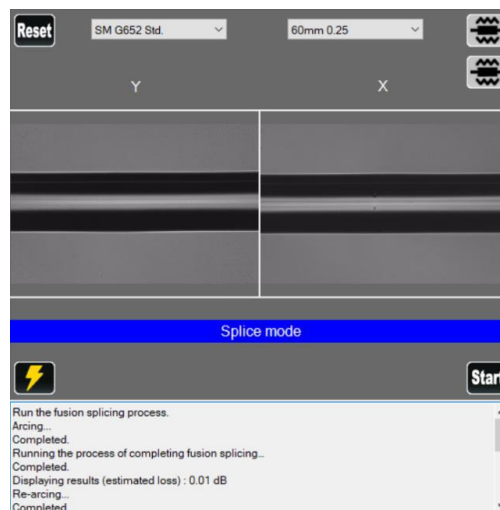 Reset
SM G652 Std.
60mm 0.25
Y
X
Splice mode
Start
Run the fusion splicing process.
Arcing...
Completed.
Running the process of completing fusion splicing...
Completed.
Displaying results (estimated loss) : 0.01 dB
Re-arcing...
Completed